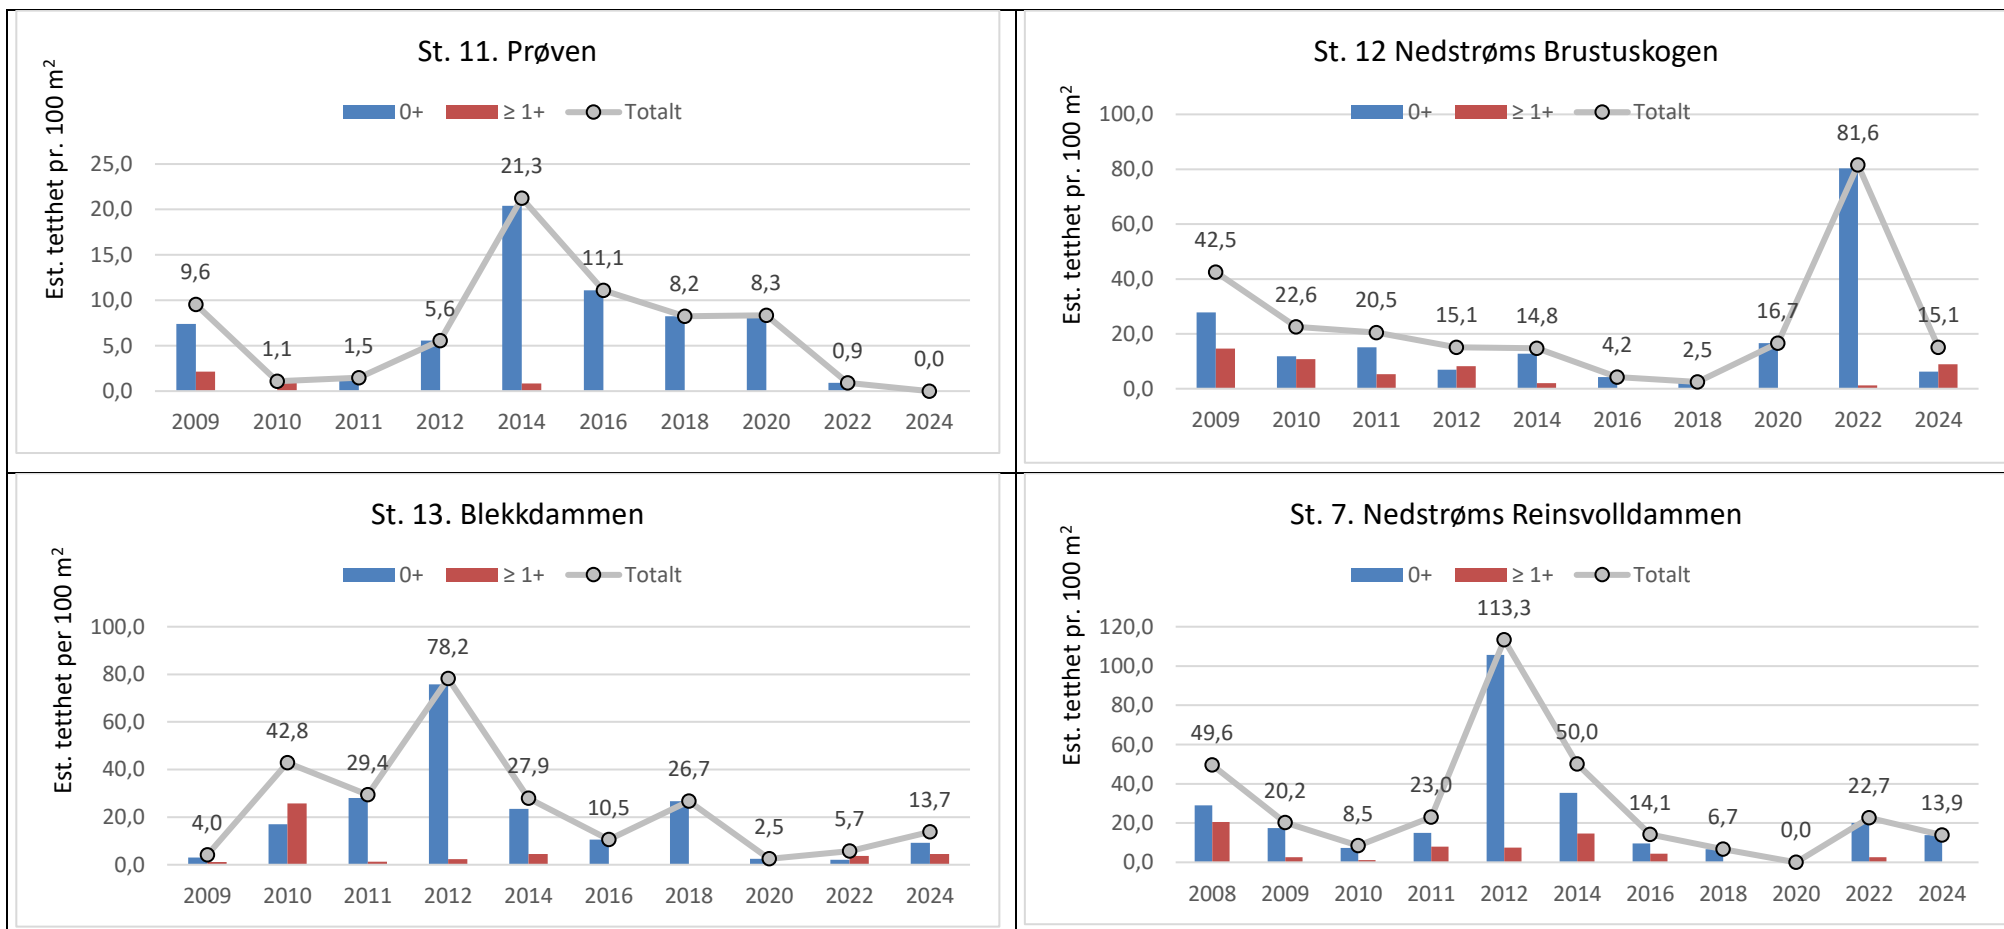 St. 11. Prøven
Est. tetthet pr. 100 m²
0+ ≥ 1+ Totalt
25,0
20,0
15,0
10,0
5,0
0,0
9,6 1,1 1,5 5,6 21,3 11,1 8,2 8,3 0,9 0,0
2009 2010 2011 2012 2014 2016 2018 2020 2022 2024
St. 12 Nedstrøms Brustuskogen
Est. tetthet pr. 100 m²
0+ ≥ 1+ Totalt
100,0
80,0
60,0
40,0
20,0
0,0
42,5 22,6 20,5 15,1 14,8 4,2 2,5 16,7 81,6 15,1
2009 2010 2011 2012 2014 2016 2018 2020 2022 2024
St. 13. Blekkdammen
Est. tetthet per 100 m²
0+ ≥ 1+ Totalt
100,0
80,0
60,0
40,0
20,0
0,0
4,0 42,8 29,4 78,2 27,9 10,5 26,7 2,5 5,7 13,7
2009 2010 2011 2012 2014 2016 2018 2020 2022 2024
St. 7. Nedstrøms Reinsvolldammen
Est. tetthet pr. 100 m²
0+ ≥ 1+ Totalt
120,0
100,0
80,0
60,0
40,0
20,0
0,0
49,6 20,2 8,5 23,0 113,3 50,0 14,1 6,7 0,0 22,7 13,9
2008 2009 2010 2011 2012 2014 2016 2018 2020 2022 2024